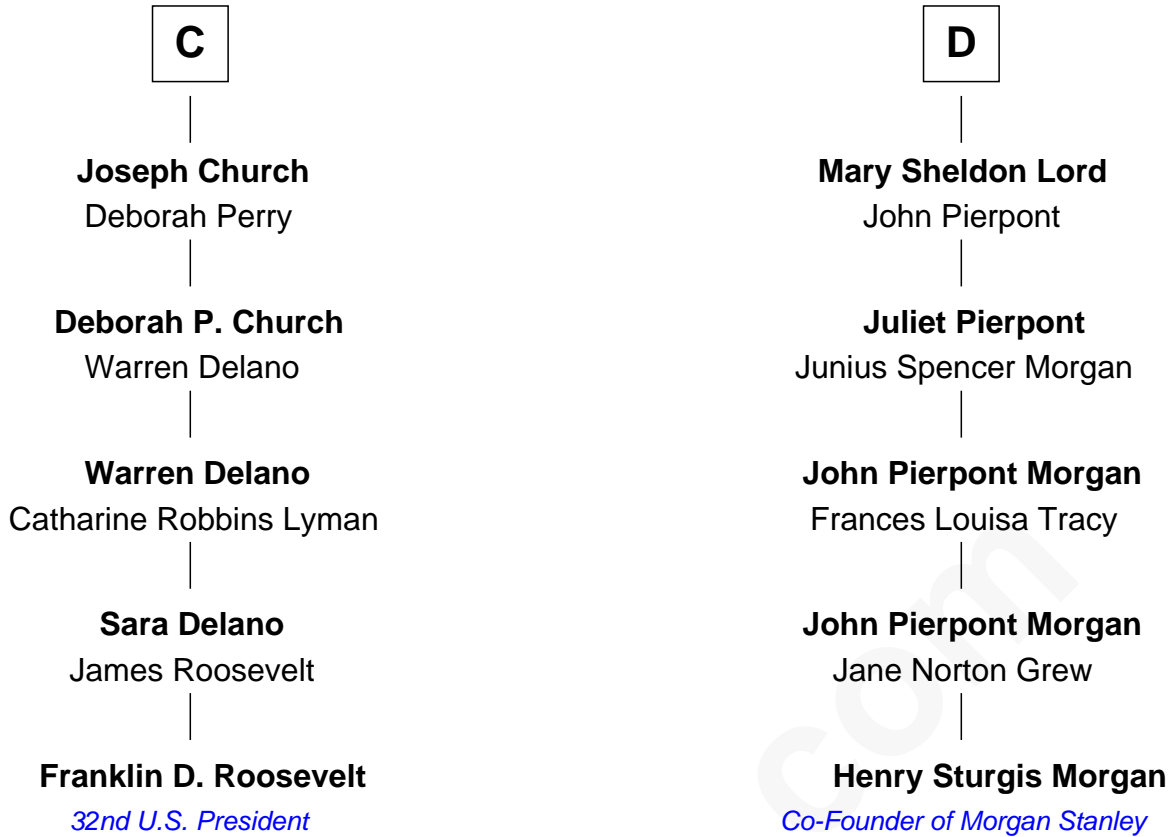 C
Joseph Church
Deborah Perry
Deborah P. Church
Warren Delano
Warren Delano
Catharine Robbins Lyman
Sara Delano
James Roosevelt
Franklin D. Roosevelt
32nd U.S. President
D
Mary Sheldon Lord
John Pierpont
Juliet Pierpont
Junius Spencer Morgan
John Pierpont Morgan
Frances Louisa Tracy
John Pierpont Morgan
Jane Norton Grew
Henry Sturgis Morgan
Co-Founder of Morgan Stanley
com